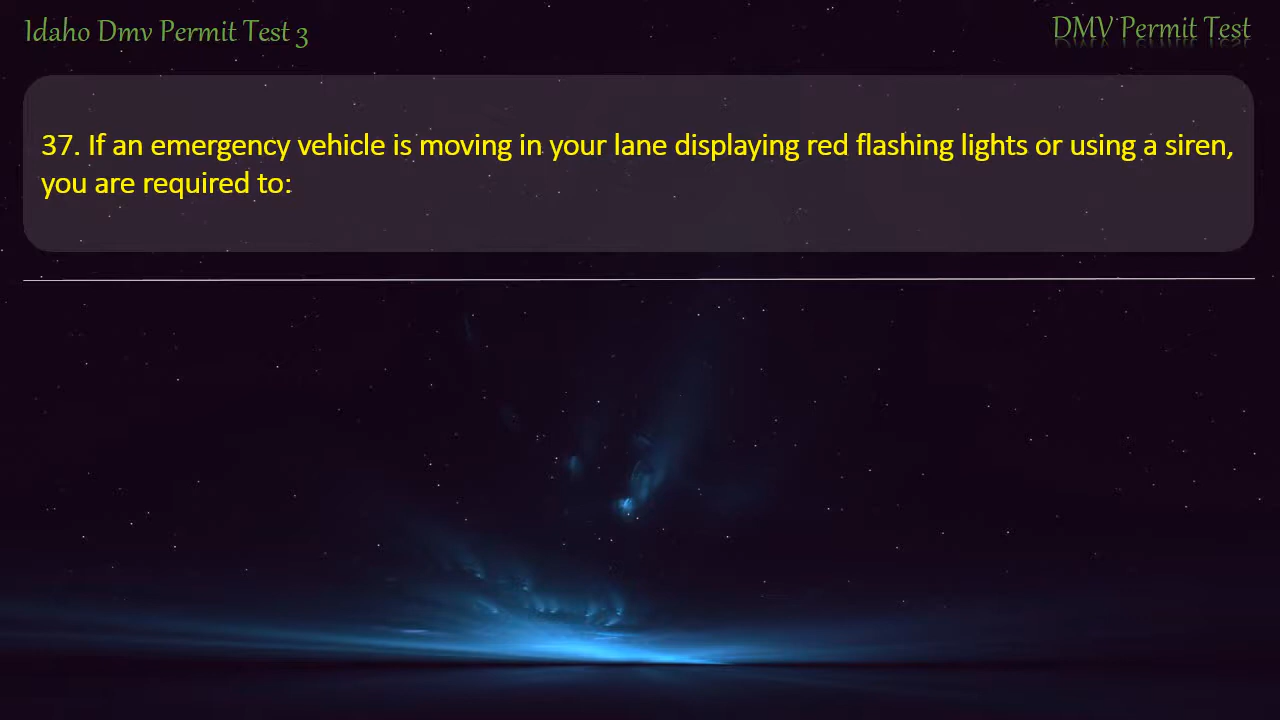 Idaho Dmv Permit Test 3
DMV Permit Test
37. If an emergency vehicle is moving in your lane displaying red flashing lights or using a siren,
you are required to: